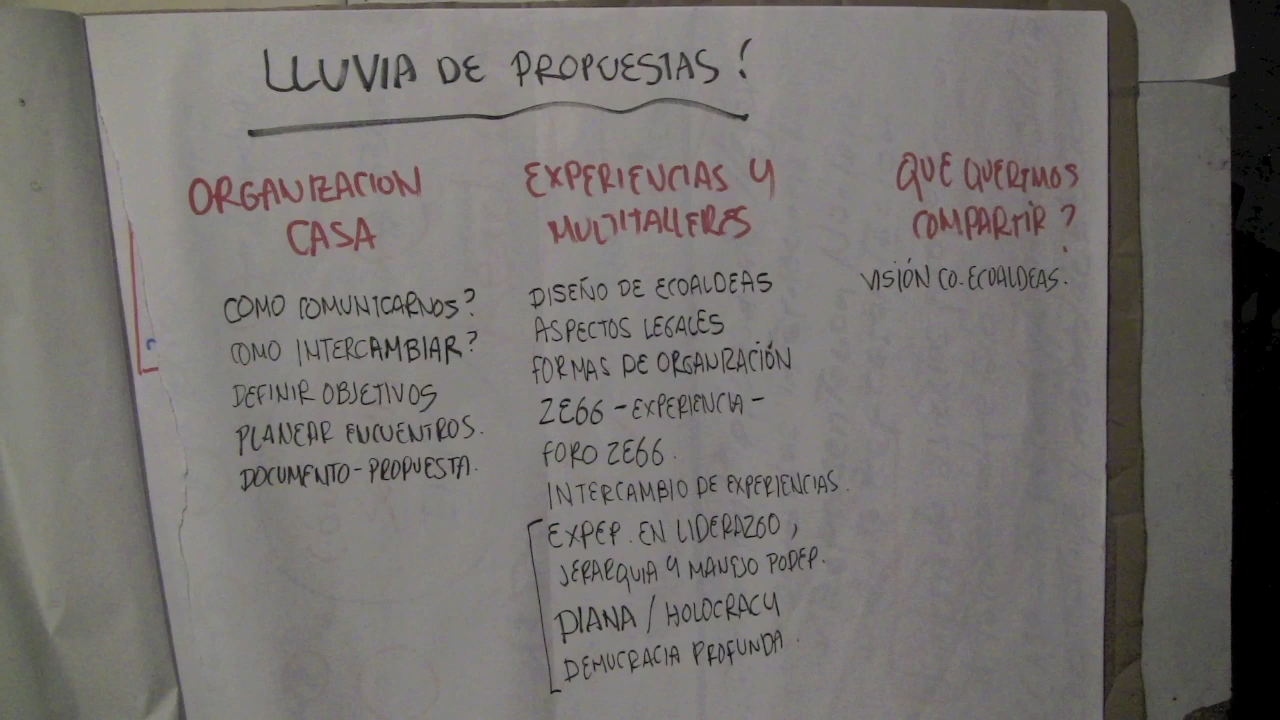 LLUVIA DE PROPUESTAS!
ORGANIZACION
CASA
COMO COMUNICARNOS?
COMO INTERCAMBIAR?
DEFINIR OBJETIVOS
PLANEAR ENCUENTROS.
DOCUMENTO-PROPUESTA.
EXPERIENCIAS Y
MULTITALLERES
DISEÑO DE ECOALDEAS
ASPECTOS LEGALES
FORMAS DE ORGANIZACIÓN
ZEGG - EXPERIENCIA -
FORO ZEGG.
INTERCAMBIO DE EXPERIENCIAS.
EXPER. EN LIDERAZGO,
JERARQUIA Y MANEJO PODER.
DIANA / HOLOCRACY
DEMOCRACIA PROFUNDA.
QUE QUEREMOS
COMPARTIR?
VISIÓN CO.ECOALDEAS.